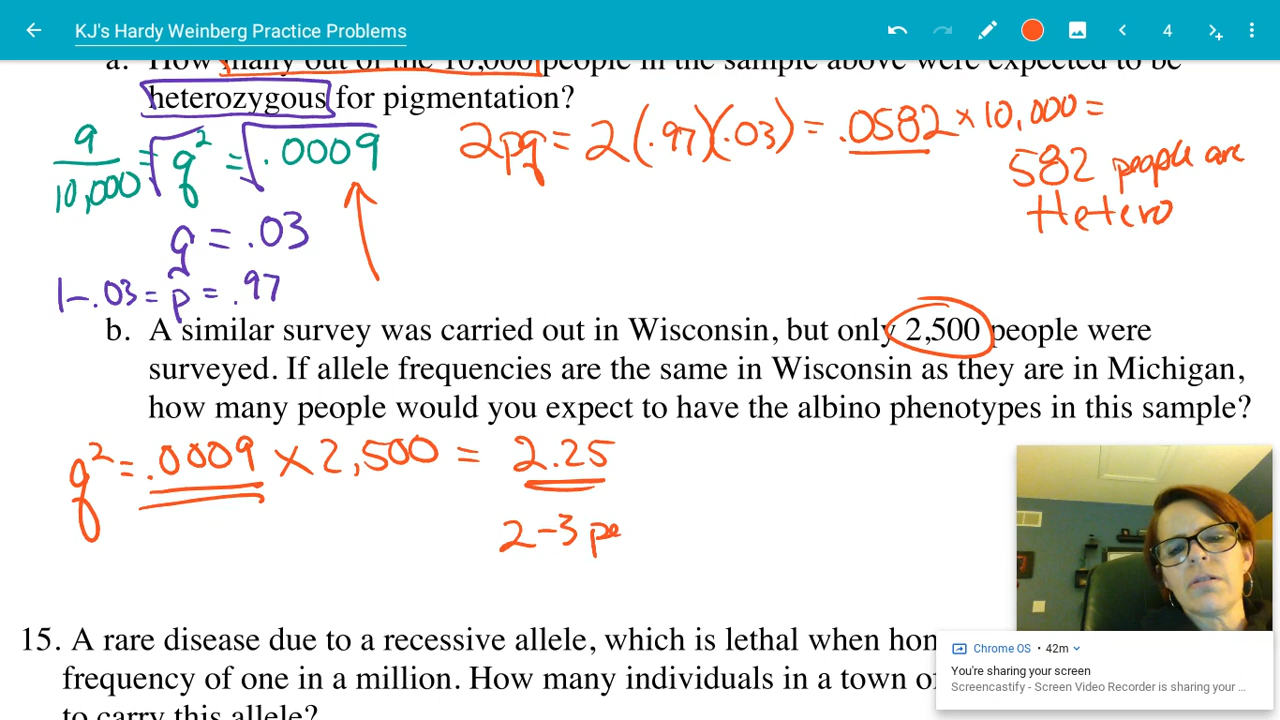 KJ's Hardy Weinberg Practice Problems
4
a. How many out of the 10,000 people in the sample above were expected to be
heterozygous for pigmentation?
9/10,000 = √q² = √.0009
q = .03
1-.03 = p = .97
2pq = 2(.97)(.03) = .0582 × 10,000 =
582 people are
Hetero
b. A similar survey was carried out in Wisconsin, but only 2,500 people were
surveyed. If allele frequencies are the same in Wisconsin as they are in Michigan,
how many people would you expect to have the albino phenotypes in this sample?
q² = .0009 × 2,500 = 2.25
2-3 pe
15. A rare disease due to a recessive allele, which is lethal when hom
frequency of one in a million. How many individuals in a town of
to carry this allele?
Chrome OS • 42m
You're sharing your screen
Screencastify - Screen Video Recorder is sharing your ...